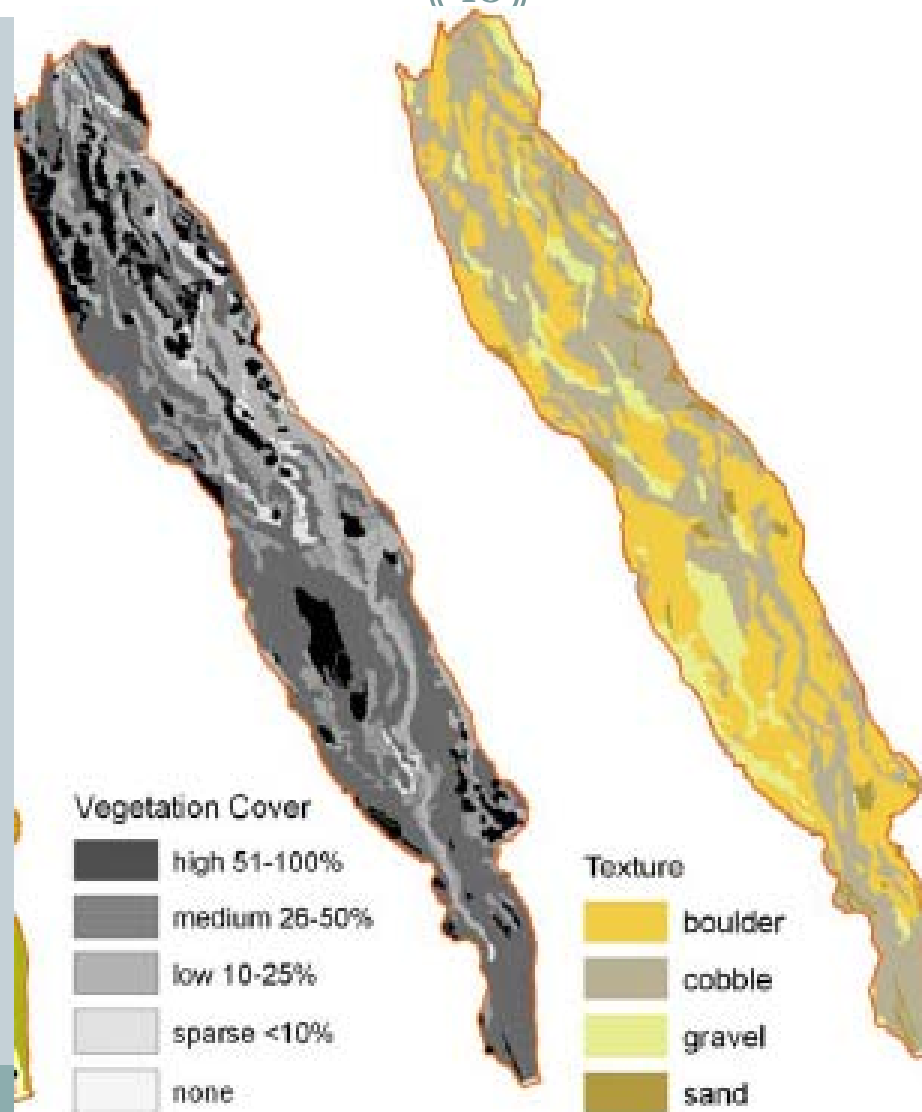 Vegetation Cover
high 51-100%
medium 26-50%
low 10-25%
sparse <10%
none
Texture
boulder
cobble
gravel
sand